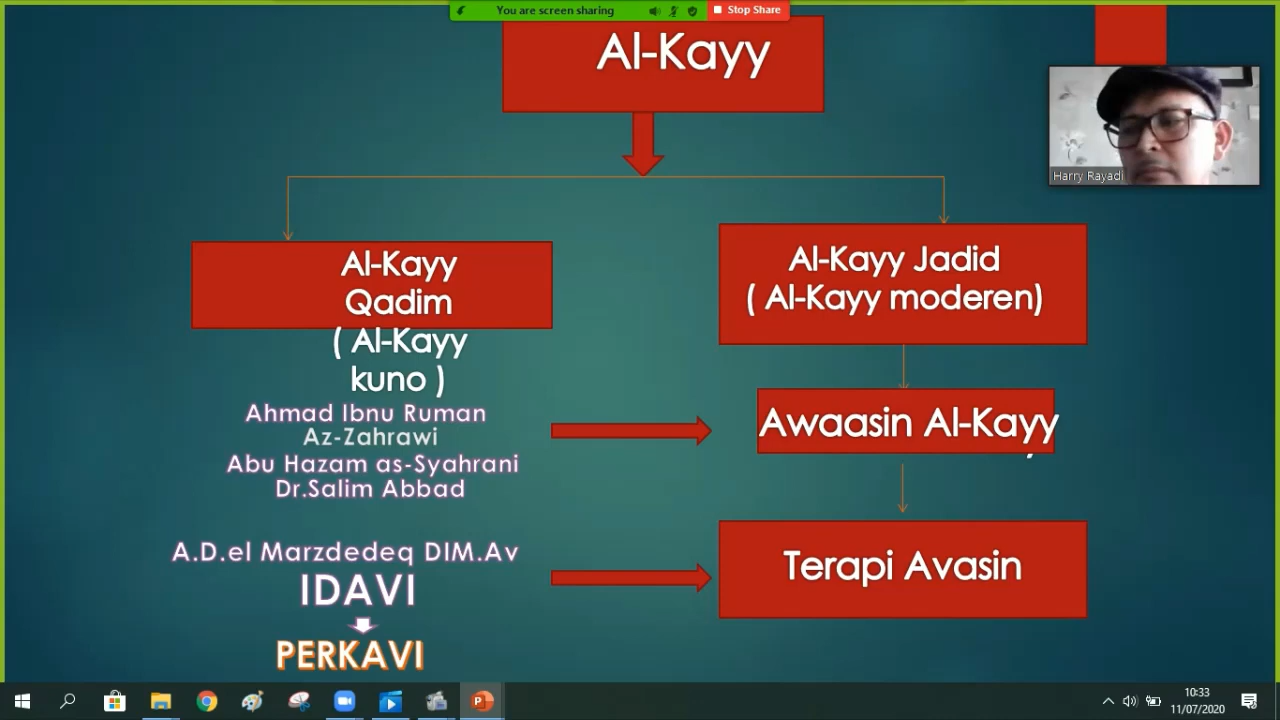 You are screen sharing
Stop Share
Al-Kayy
Harry Rayadi
Al-Kayy
Qadim
( Al-Kayy
kuno )
Al-Kayy Jadid
( Al-Kayy moderen)
Ahmad Ibnu Ruman
Az-Zahrawi
Abu Hazam as-Syahrani
Dr.Salim Abbad
Awaasin Al-Kayy
A.D.el Marzdedeq DIM.Av
IDAVI
PERKAVI
Terapi Avasin
10:33
11/07/2020